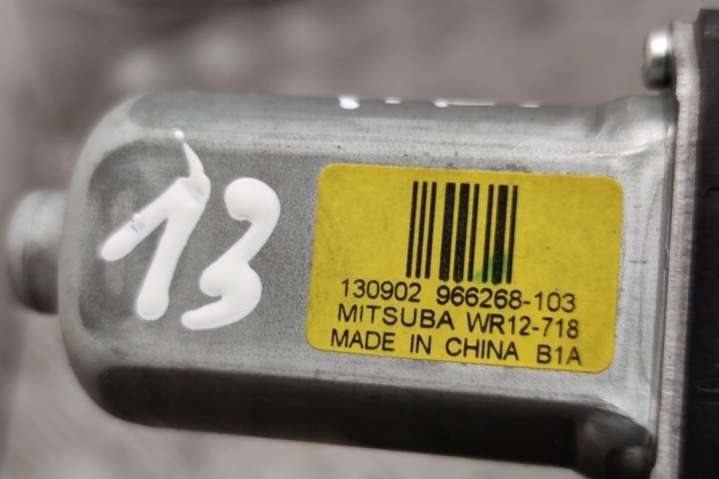 13
130902 966268-103
MITSUBA WR12-718
MADE IN CHINA B1A